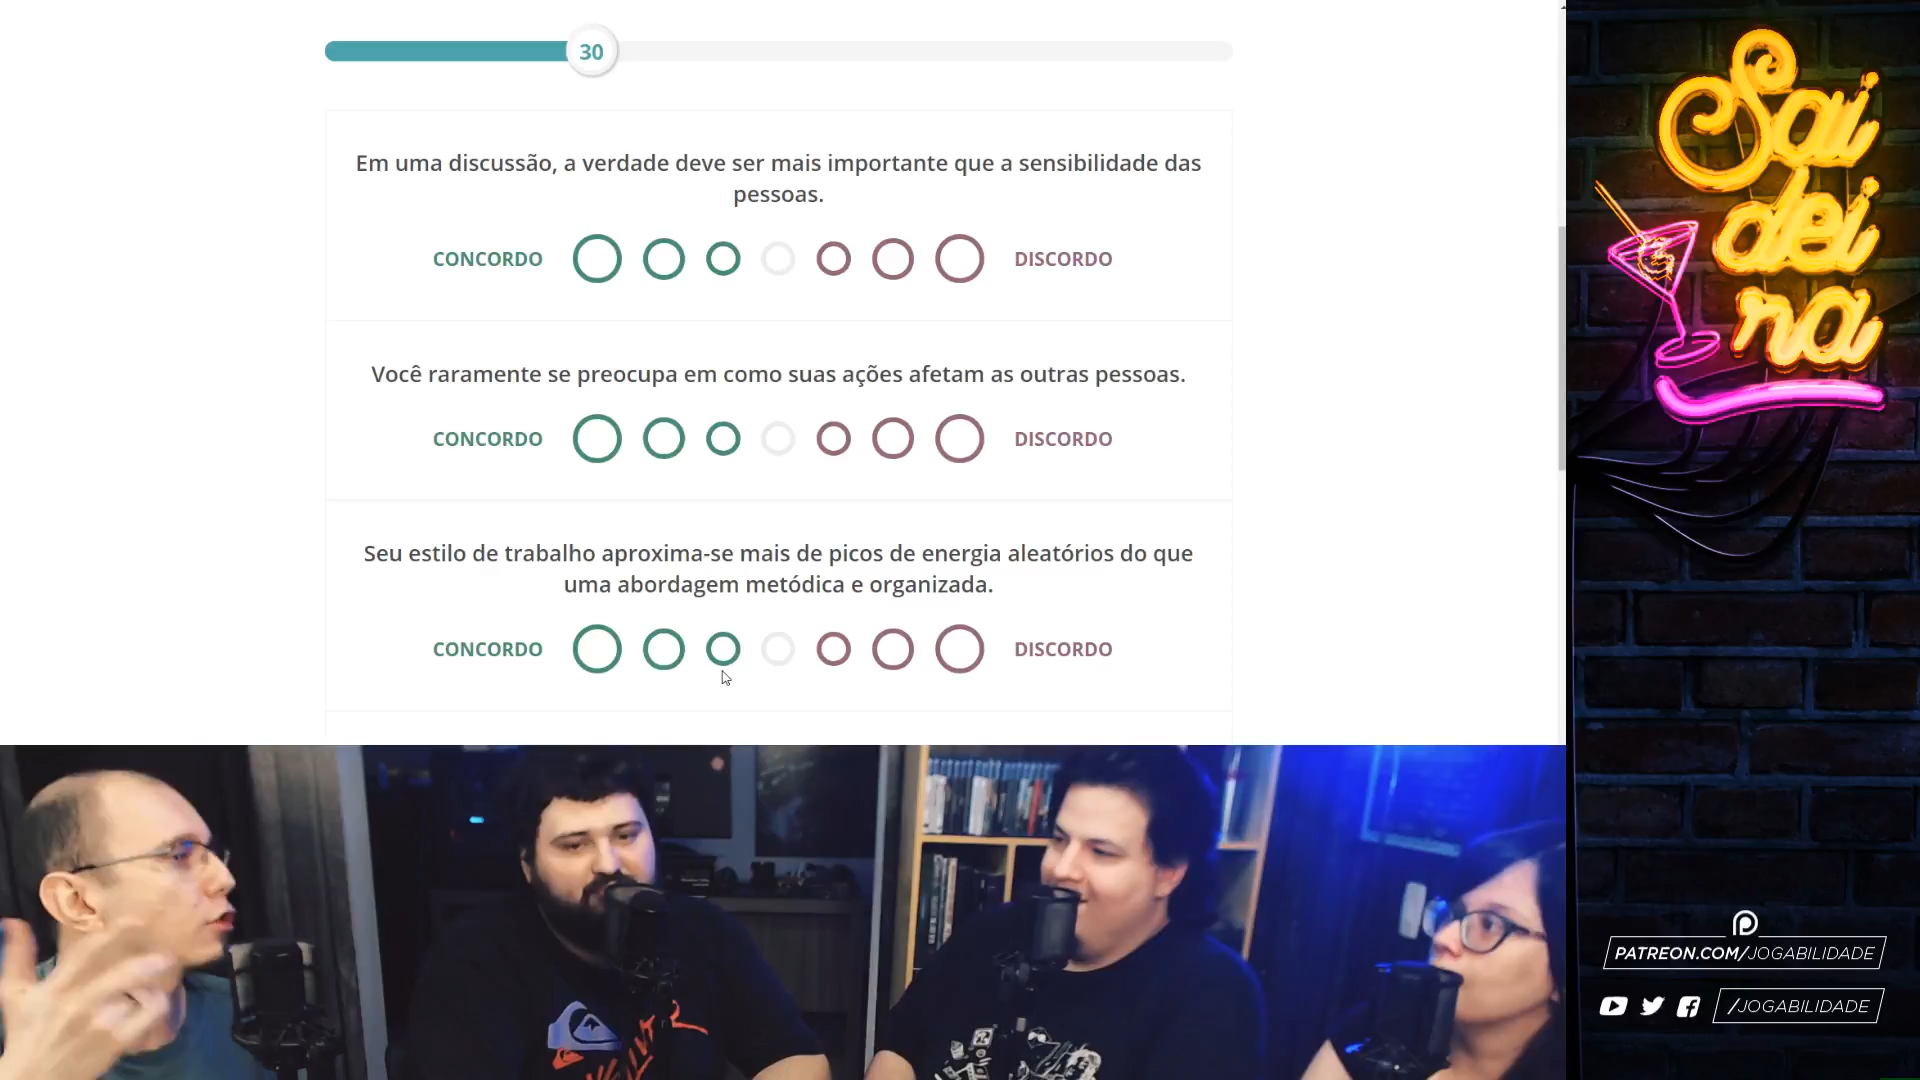 30
Em uma discussão, a verdade deve ser mais importante que a sensibilidade das
pessoas.
CONCORDO DISCORDO
Você raramente se preocupa em como suas ações afetam as outras pessoas.
CONCORDO DISCORDO
Seu estilo de trabalho aproxima-se mais de picos de energia aleatórios do que
uma abordagem metódica e organizada.
CONCORDO DISCORDO
Sai
dei
ra
PATREON.COM/JOGABILIDADE
/JOGABILIDADE